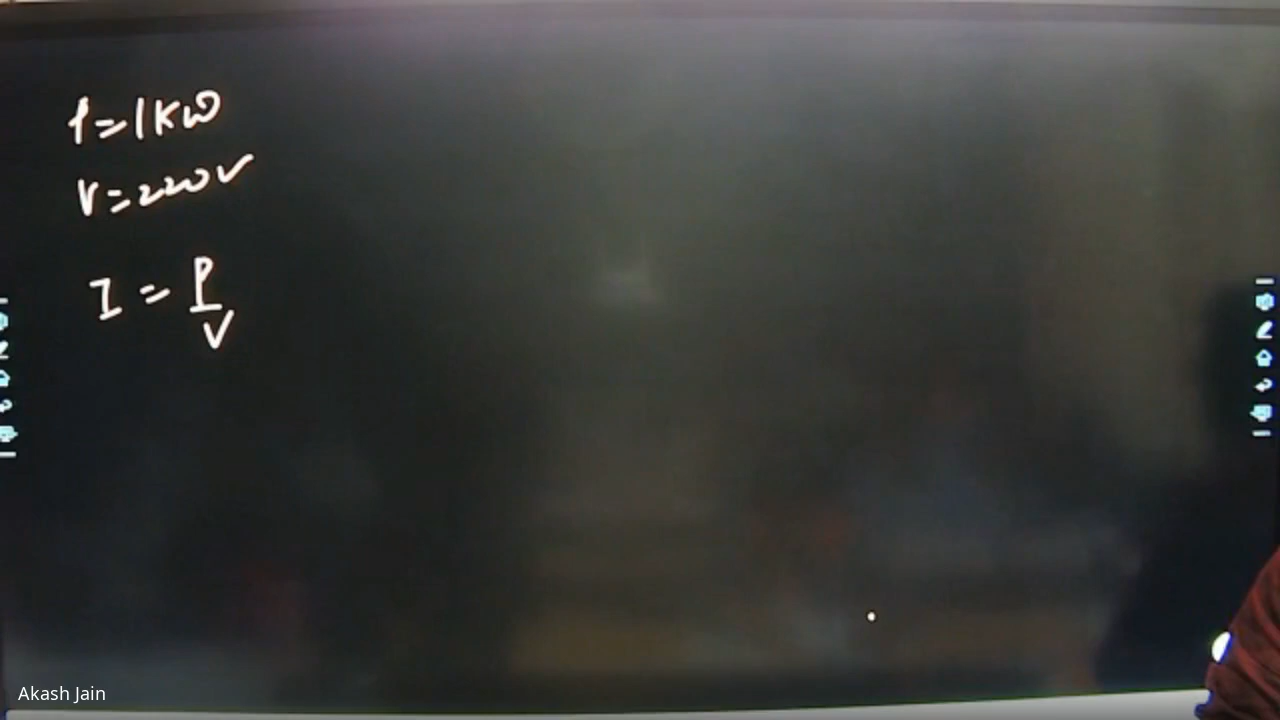 P=1KW
V=220V
I = P/V
Akash Jain